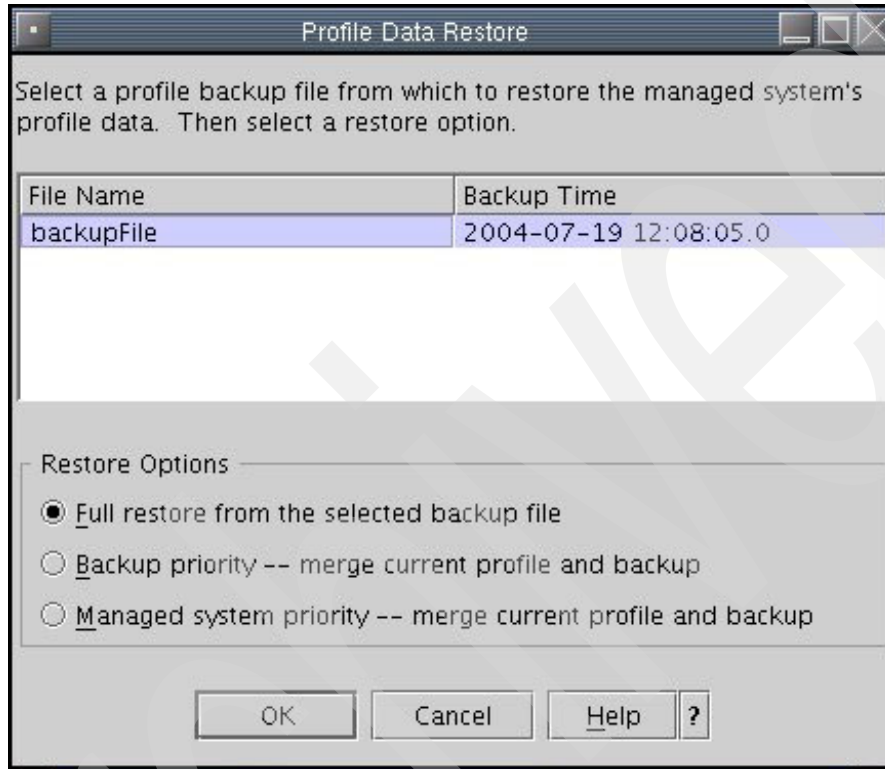 Profile Data Restore
Select a profile backup file from which to restore the managed system's
profile data.  Then select a restore option.
File Name Backup Time
backupFile 2004-07-19 12:08:05.0
Restore Options
Full restore from the selected backup file
Backup priority -- merge current profile and backup
Managed system priority -- merge current profile and backup
OK Cancel Help ?